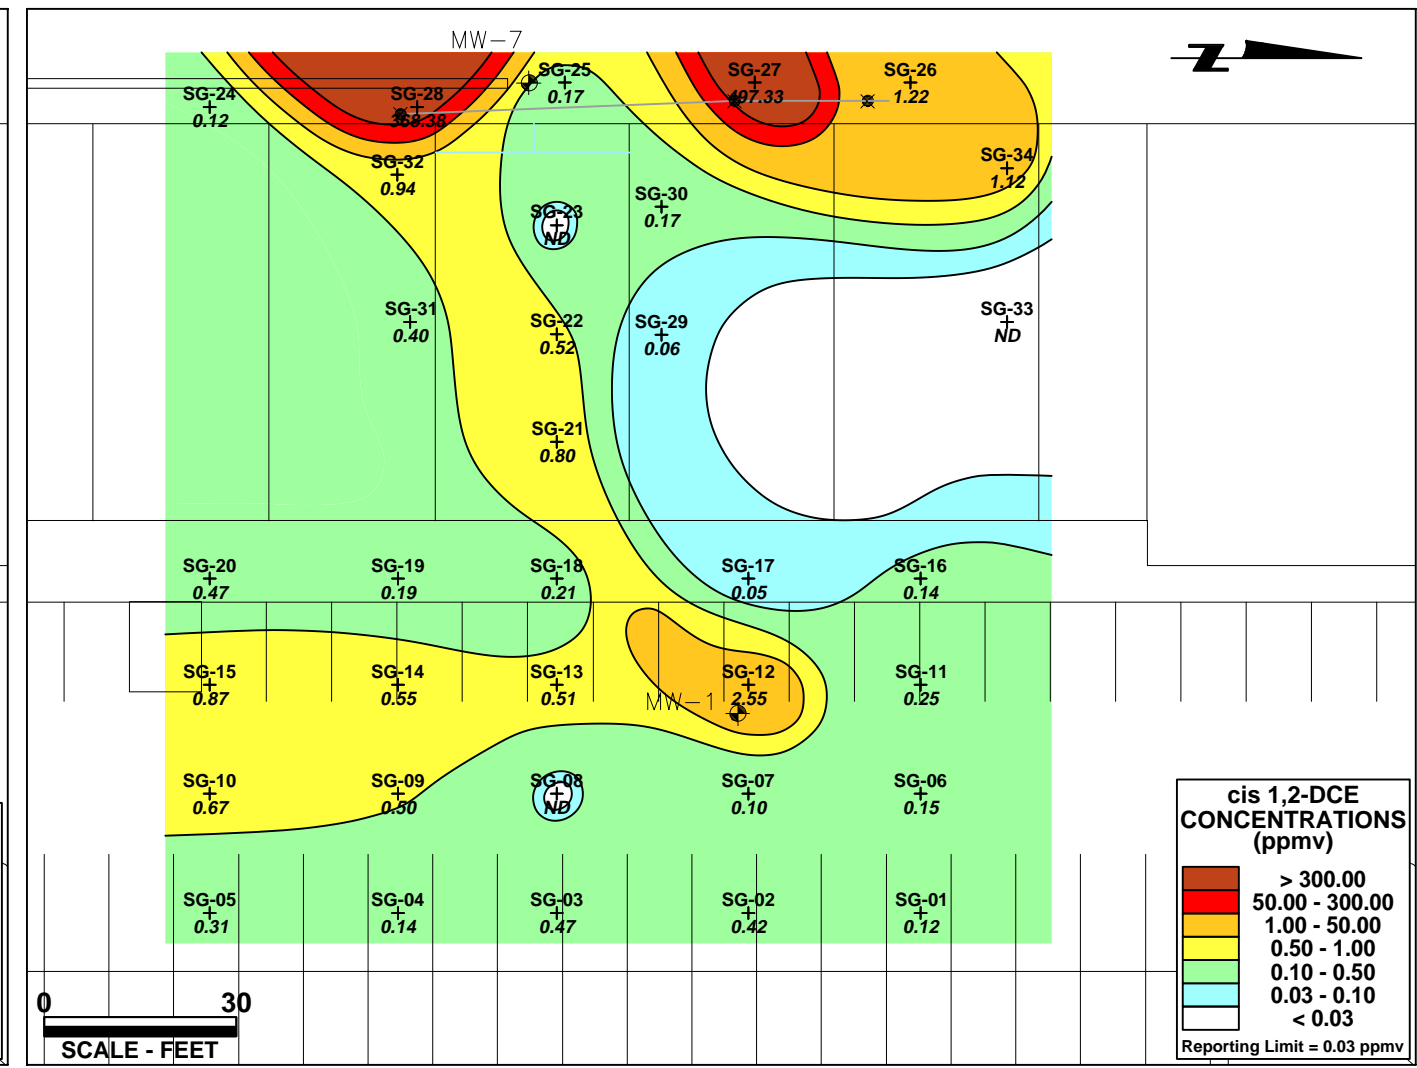 MW-7
SG-25
0.17
SG-27
497.33
SG-26
1.22
SG-24
0.12
SG-28
368.38
SG-32
0.94
SG-34
1.12
SG-30
0.17
SG-23
ND
SG-31
0.40
SG-22
0.52
SG-29
0.06
SG-33
ND
SG-21
0.80
SG-20
0.47
SG-19
0.19
SG-18
0.21
SG-17
0.05
SG-16
0.14
SG-15
0.87
SG-14
0.55
SG-13
0.51
SG-12
2.55
SG-11
0.25
MW-1
SG-10
0.67
SG-09
0.50
SG-08
ND
SG-07
0.10
SG-06
0.15
SG-05
0.31
SG-04
0.14
SG-03
0.47
SG-02
0.42
SG-01
0.12
Z
0 30
SCALE - FEET
cis 1,2-DCE
CONCENTRATIONS
(ppmv)
> 300.00
50.00 - 300.00
1.00 - 50.00
0.50 - 1.00
0.10 - 0.50
0.03 - 0.10
< 0.03
Reporting Limit = 0.03 ppmv